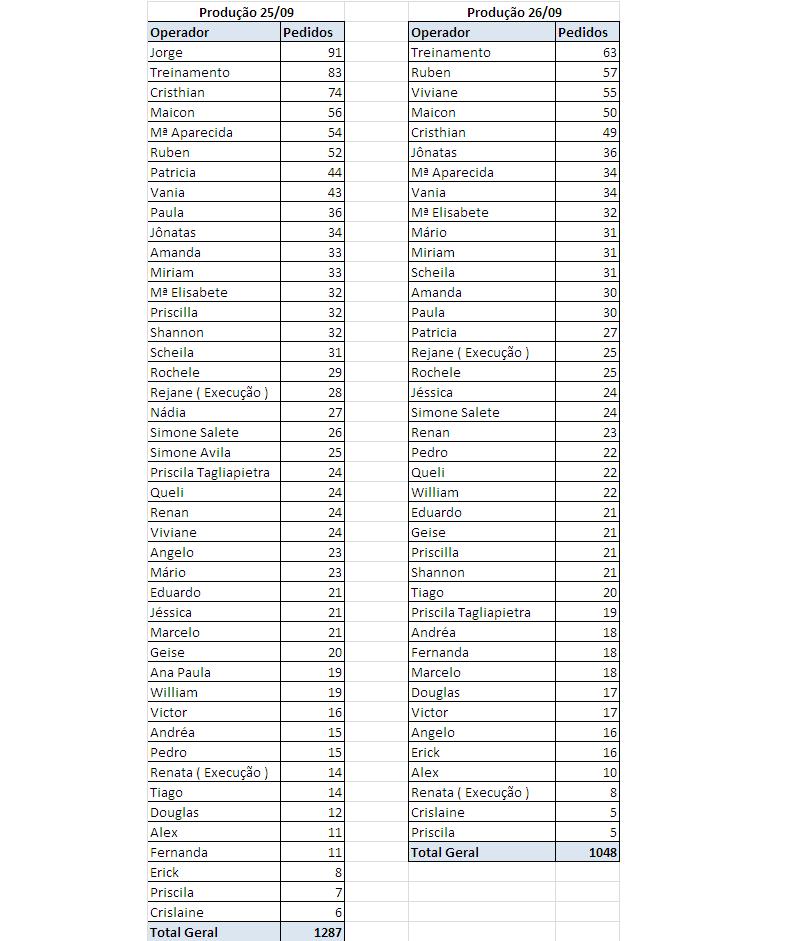 Produção 25/09
Operador Pedidos
Jorge 91
Treinamento 83
Cristhian 74
Maicon 56
Mª Aparecida 54
Ruben 52
Patricia 44
Vania 43
Paula 36
Jônatas 34
Amanda 33
Miriam 33
Mª Elisabete 32
Priscilla 32
Shannon 32
Scheila 31
Rochele 29
Rejane ( Execução ) 28
Nádia 27
Simone Salete 26
Simone Avila 25
Priscila Tagliapietra 24
Queli 24
Renan 24
Viviane 24
Angelo 23
Mário 23
Eduardo 21
Jéssica 21
Marcelo 21
Geise 20
Ana Paula 19
William 19
Victor 16
Andréa 15
Pedro 15
Renata ( Execução ) 14
Tiago 14
Douglas 12
Alex 11
Fernanda 11
Erick 8
Priscila 7
Crislaine 6
Total Geral 1287
Produção 26/09
Operador Pedidos
Treinamento 63
Ruben 57
Viviane 55
Maicon 50
Cristhian 49
Jônatas 36
Mª Aparecida 34
Vania 34
Mª Elisabete 32
Mário 31
Miriam 31
Scheila 31
Amanda 30
Paula 30
Patricia 27
Rejane ( Execução ) 25
Rochele 25
Jéssica 24
Simone Salete 24
Renan 23
Pedro 22
Queli 22
William 22
Eduardo 21
Geise 21
Priscilla 21
Shannon 21
Tiago 20
Priscila Tagliapietra 19
Andréa 18
Fernanda 18
Marcelo 18
Douglas 17
Victor 17
Angelo 16
Erick 16
Alex 10
Renata ( Execução ) 8
Crislaine 5
Priscila 5
Total Geral 1048